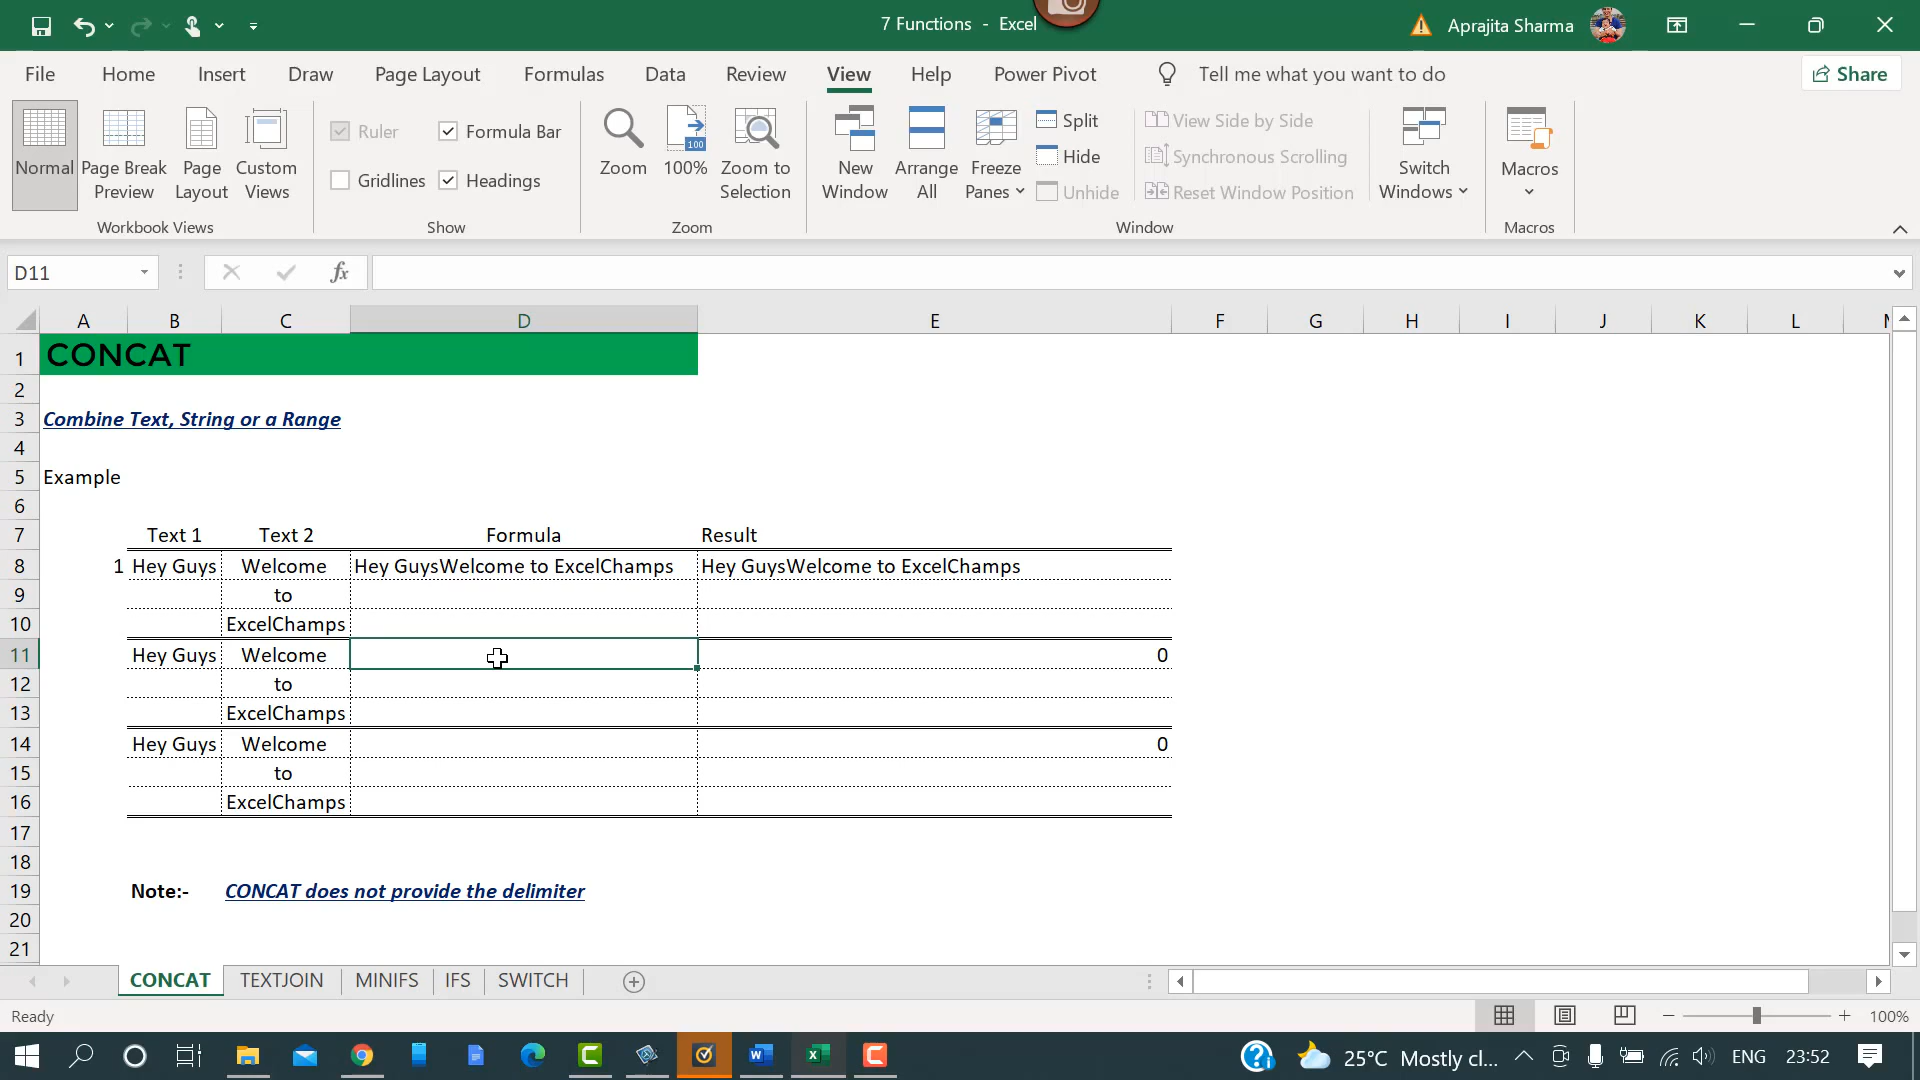 7 Functions - Excel
Aprajita Sharma
File Home Insert Draw Page Layout Formulas Data Review View Help Power Pivot Tell me what you want to do Share
Normal
Page Break Preview
Page Layout
Custom Views
Workbook Views
Ruler Formula Bar
Gridlines Headings
Show
Zoom
100
100%
Zoom to Selection
Zoom
New Window
Arrange All
Freeze Panes
Split
Hide
Unhide
View Side by Side
Synchronous Scrolling
Reset Window Position
Switch Windows
Window
Macros
Macros
D11 fx
A B C D E F G H I J K L
1 CONCAT
2
3 Combine Text, String or a Range
4
5 Example
6
7 Text 1 Text 2 Formula Result
8 1 Hey Guys Welcome Hey GuysWelcome to ExcelChamps Hey GuysWelcome to ExcelChamps
9 to
10 ExcelChamps
11 Hey Guys Welcome 0
12 to
13 ExcelChamps
14 Hey Guys Welcome 0
15 to
16 ExcelChamps
17
18
19 Note:- CONCAT does not provide the delimiter
20
21
CONCAT TEXTJOIN MINIFS IFS SWITCH
Ready 100%
25°C Mostly cl... ENG 23:52